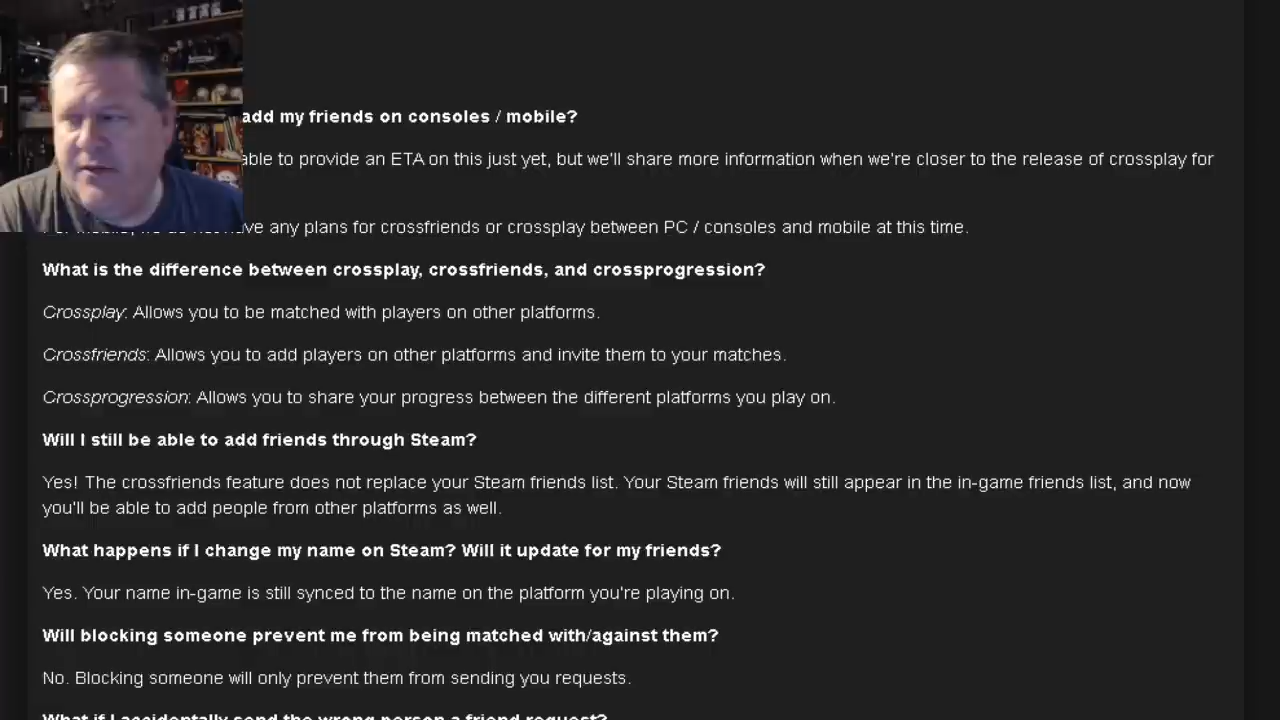 add my friends on consoles / mobile?
able to provide an ETA on this just yet, but we'll share more information when we're closer to the release of crossplay for
any plans for crossfriends or crossplay between PC / consoles and mobile at this time.
What is the difference between crossplay, crossfriends, and crossprogression?
Crossplay: Allows you to be matched with players on other platforms.
Crossfriends: Allows you to add players on other platforms and invite them to your matches.
Crossprogression: Allows you to share your progress between the different platforms you play on.
Will I still be able to add friends through Steam?
Yes! The crossfriends feature does not replace your Steam friends list. Your Steam friends will still appear in the in-game friends list, and now
you'll be able to add people from other platforms as well.
What happens if I change my name on Steam? Will it update for my friends?
Yes. Your name in-game is still synced to the name on the platform you're playing on.
Will blocking someone prevent me from being matched with/against them?
No. Blocking someone will only prevent them from sending you requests.
What if I accidentally send the wrong person a friend request?